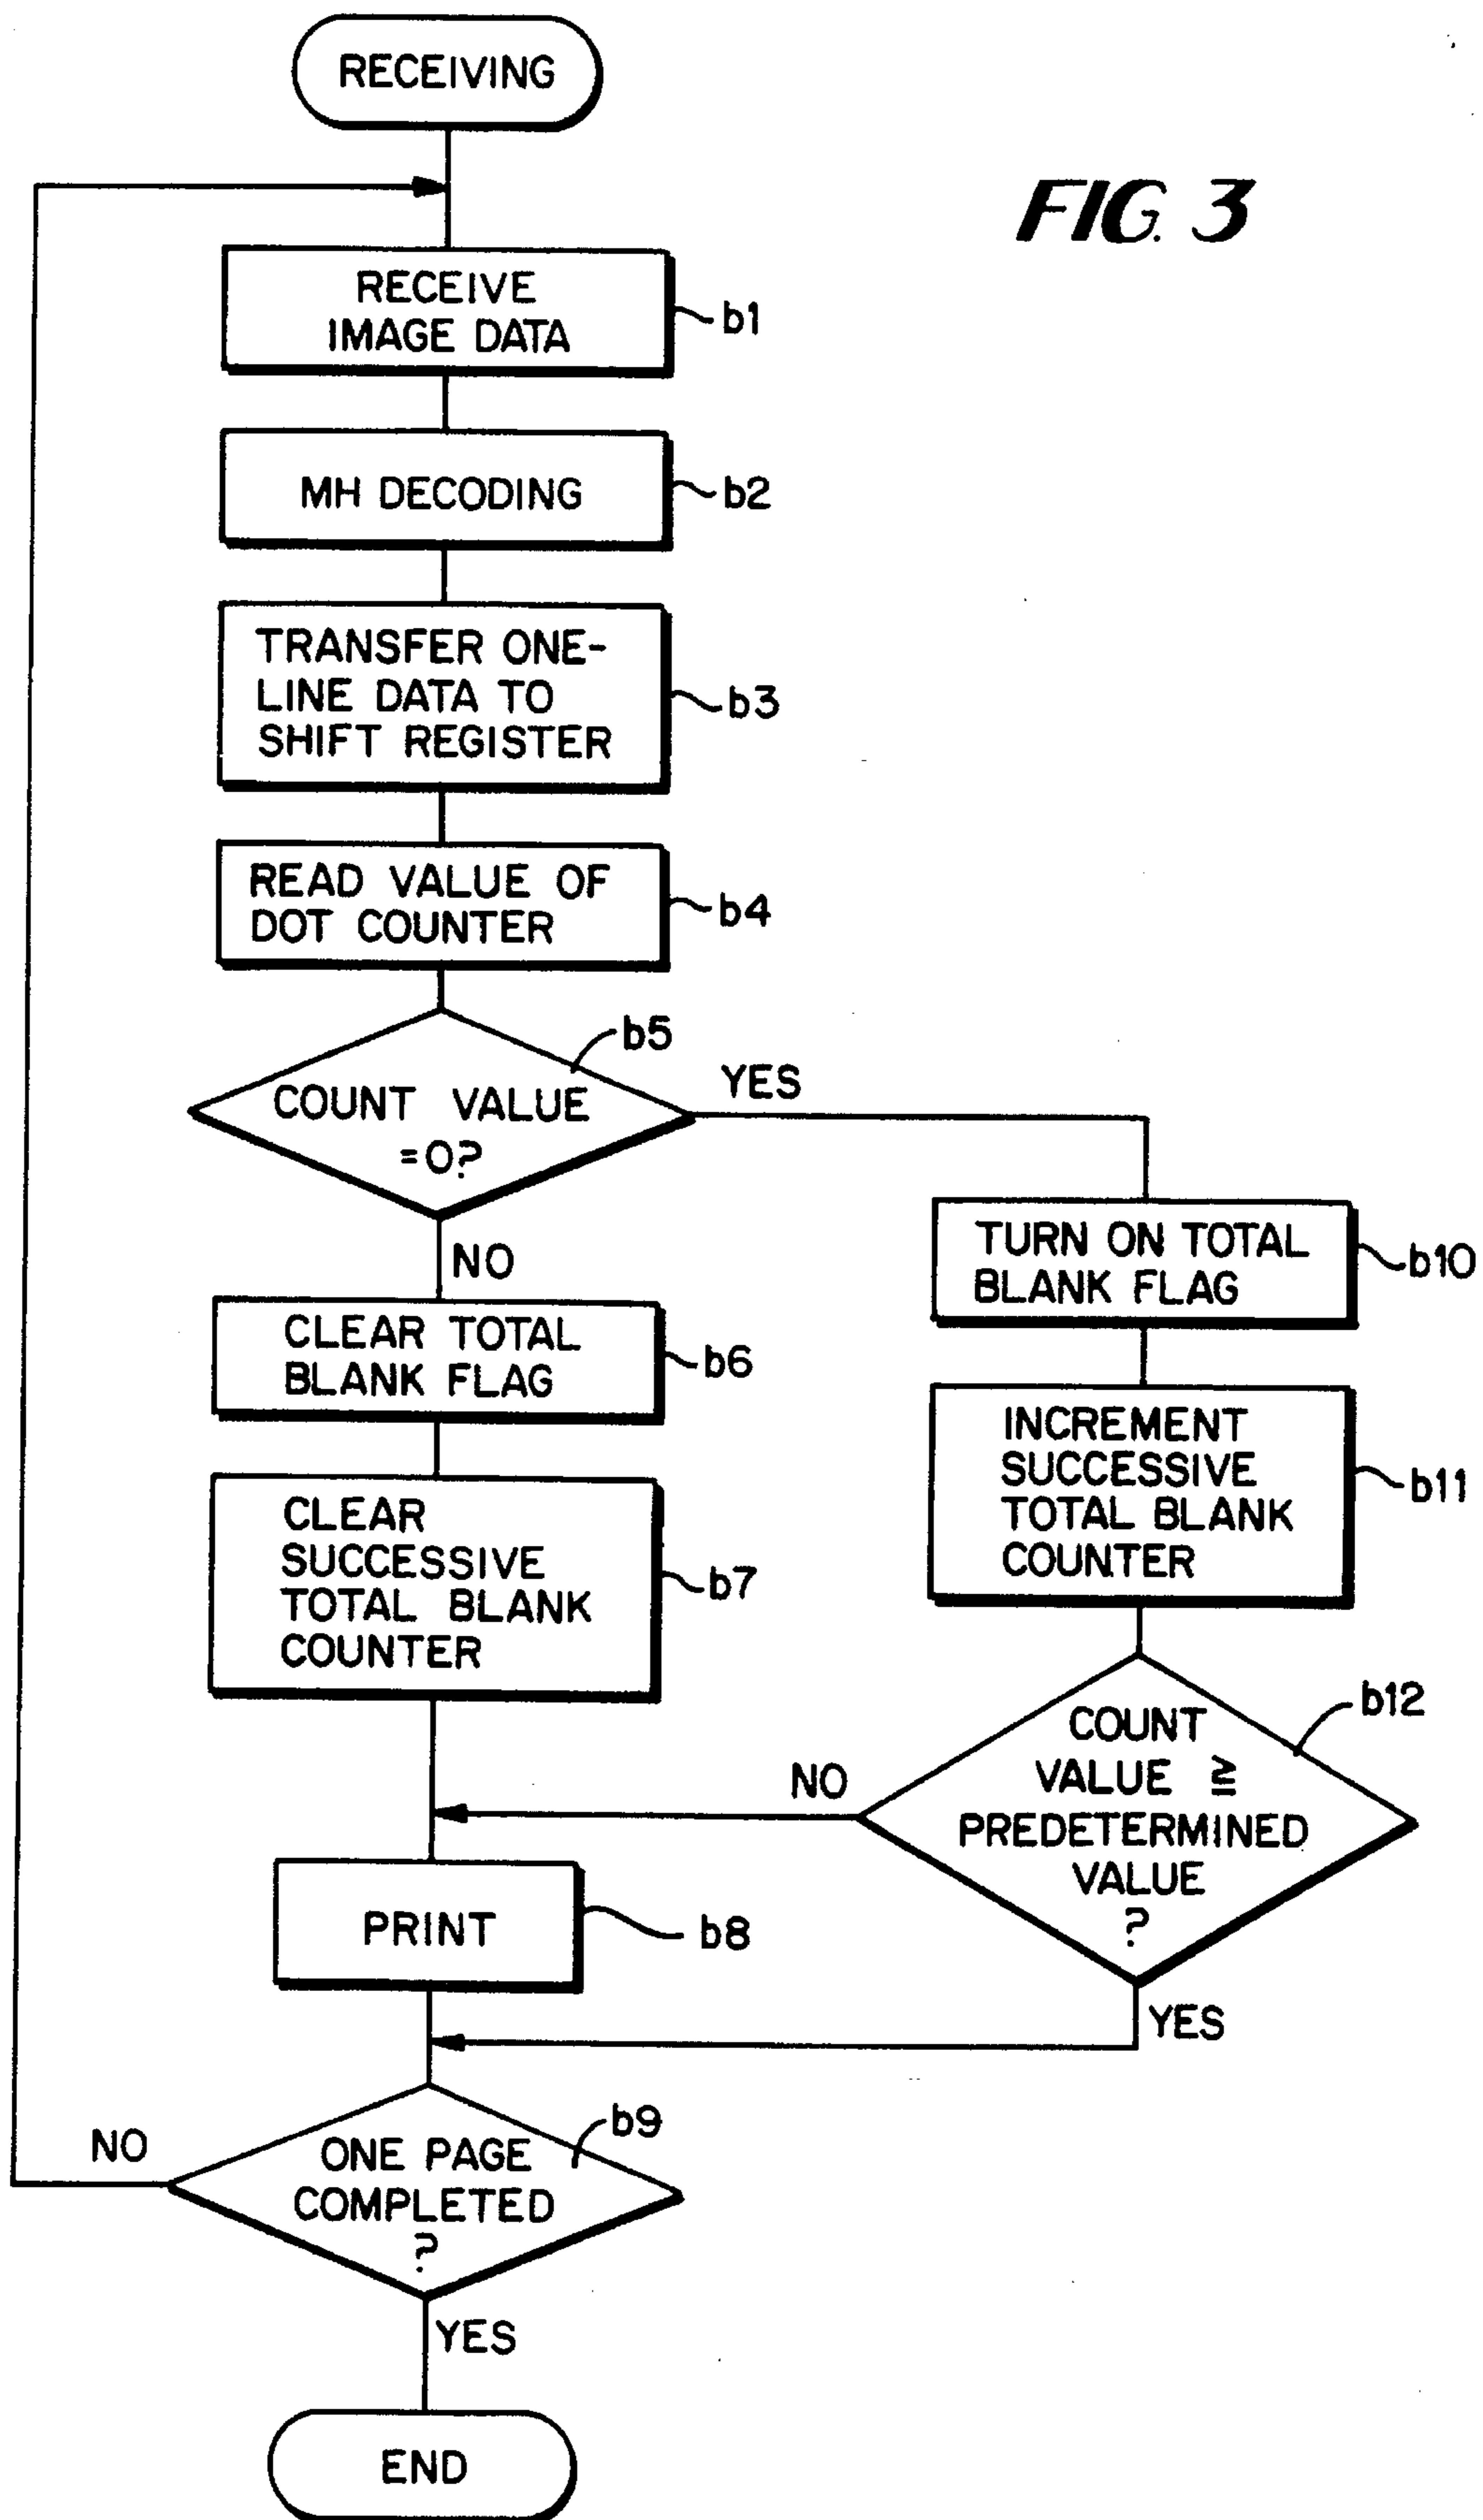 RECEIVING
FIG. 3
RECEIVE
IMAGE DATA
b1
MH DECODING
b2
TRANSFER ONE-
LINE DATA TO
SHIFT REGISTER
b3
READ VALUE OF
DOT COUNTER
b4
b5
COUNT VALUE
=0?
YES
NO
TURN ON TOTAL
BLANK FLAG
b10
CLEAR TOTAL
BLANK FLAG
b6
INCREMENT
SUCCESSIVE
TOTAL BLANK
COUNTER
b11
CLEAR
SUCCESSIVE
TOTAL BLANK
COUNTER
b7
b12
COUNT
VALUE ≧
PREDETERMINED
VALUE
?
NO
YES
PRINT
b8
b9
ONE PAGE
COMPLETED
?
NO
YES
END